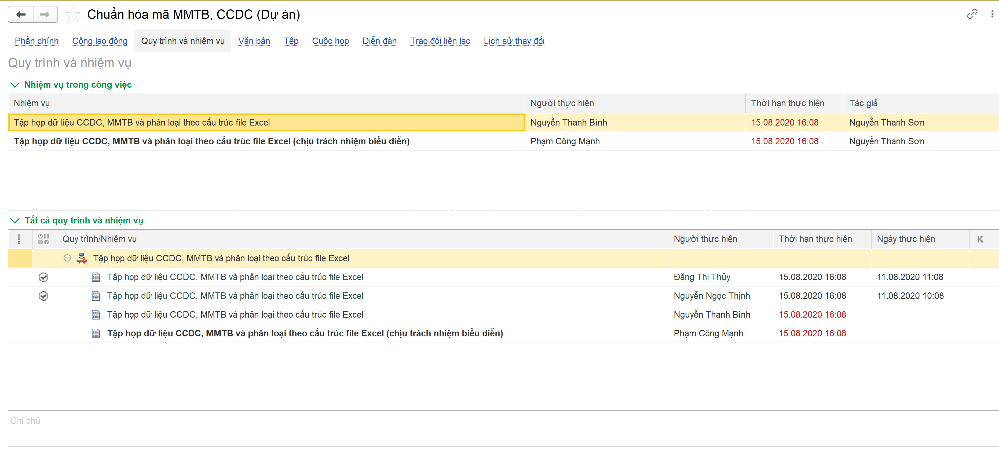 Chuẩn hóa mã MMTB, CCDC (Dự án)
Phần chính Công lao động Quy trình và nhiệm vụ Văn bản Tệp Cuộc họp Diễn đàn Trao đổi liên lạc Lịch sử thay đổi
Quy trình và nhiệm vụ
Nhiệm vụ trong công việc
Nhiệm vụ Người thực hiện Thời hạn thực hiện Tác giả
Tập họp dữ liệu CCDC, MMTB và phân loại theo cấu trúc file Excel Nguyễn Thanh Bình 15.08.2020 16:08 Nguyễn Thanh Sơn
Tập họp dữ liệu CCDC, MMTB và phân loại theo cấu trúc file Excel (chịu trách nhiệm biểu diễn) Phạm Công Mạnh 15.08.2020 16:08 Nguyễn Thanh Sơn
Tất cả quy trình và nhiệm vụ
Quy trình/Nhiệm vụ Người thực hiện Thời hạn thực hiện Ngày thực hiện K
Tập họp dữ liệu CCDC, MMTB và phân loại theo cấu trúc file Excel
Tập họp dữ liệu CCDC, MMTB và phân loại theo cấu trúc file Excel Đặng Thị Thủy 15.08.2020 16:08 11.08.2020 11:08
Tập họp dữ liệu CCDC, MMTB và phân loại theo cấu trúc file Excel Nguyễn Ngọc Thịnh 15.08.2020 16:08 11.08.2020 10:08
Tập họp dữ liệu CCDC, MMTB và phân loại theo cấu trúc file Excel Nguyễn Thanh Bình 15.08.2020 16:08
Tập họp dữ liệu CCDC, MMTB và phân loại theo cấu trúc file Excel (chịu trách nhiệm biểu diễn) Phạm Công Mạnh 15.08.2020 16:08
Ghi chú